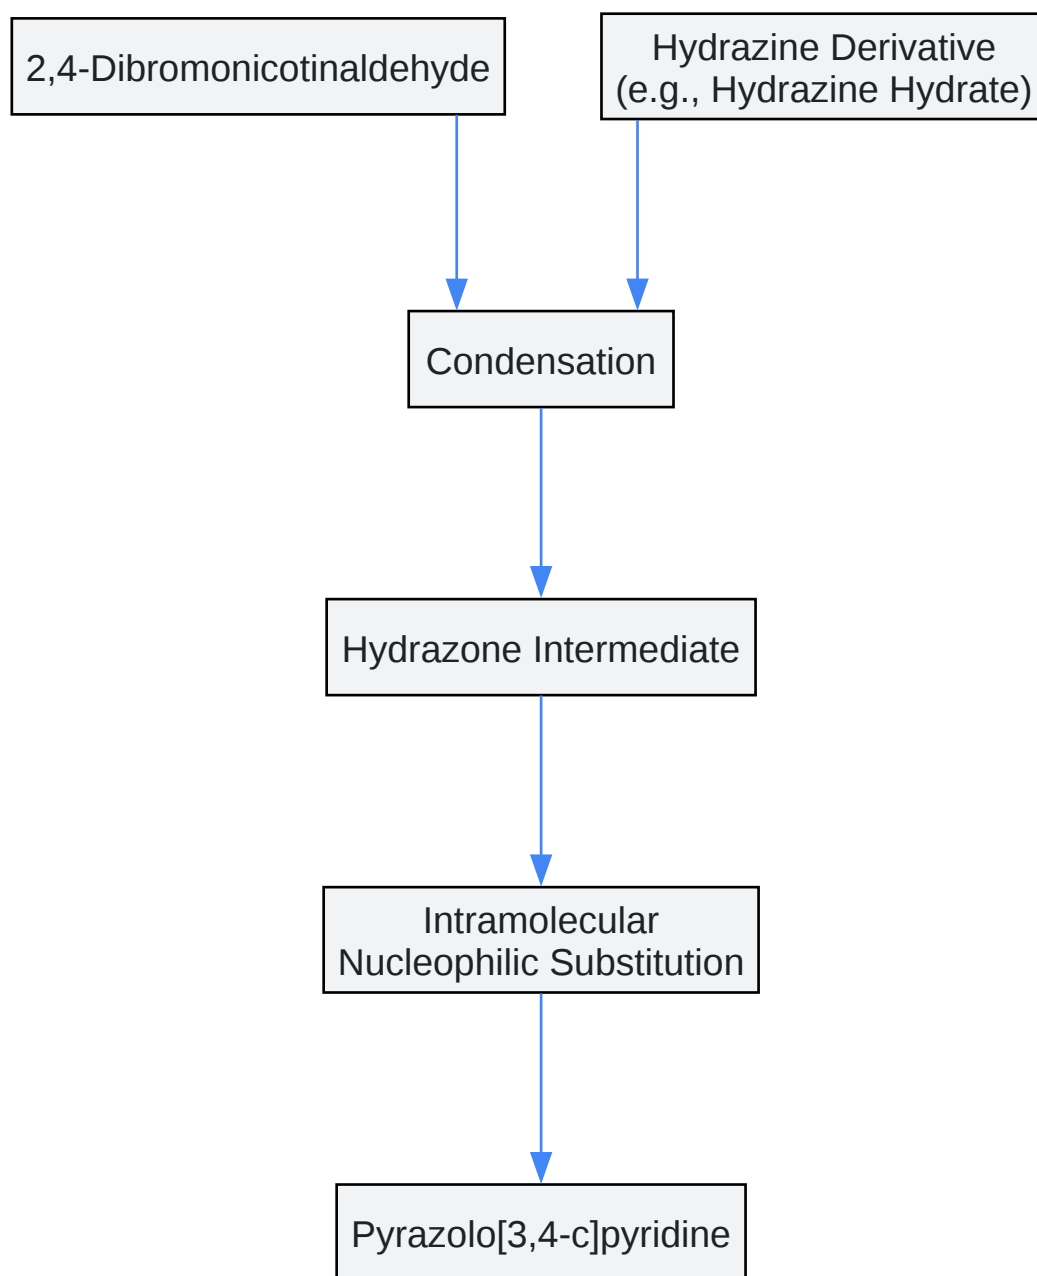 2,4-Dibromonicotinaldehyde
Hydrazine Derivative
(e.g., Hydrazine Hydrate)
Condensation
Hydrazone Intermediate
Intramolecular
Nucleophilic Substitution
Pyrazolo[3,4-c]pyridine